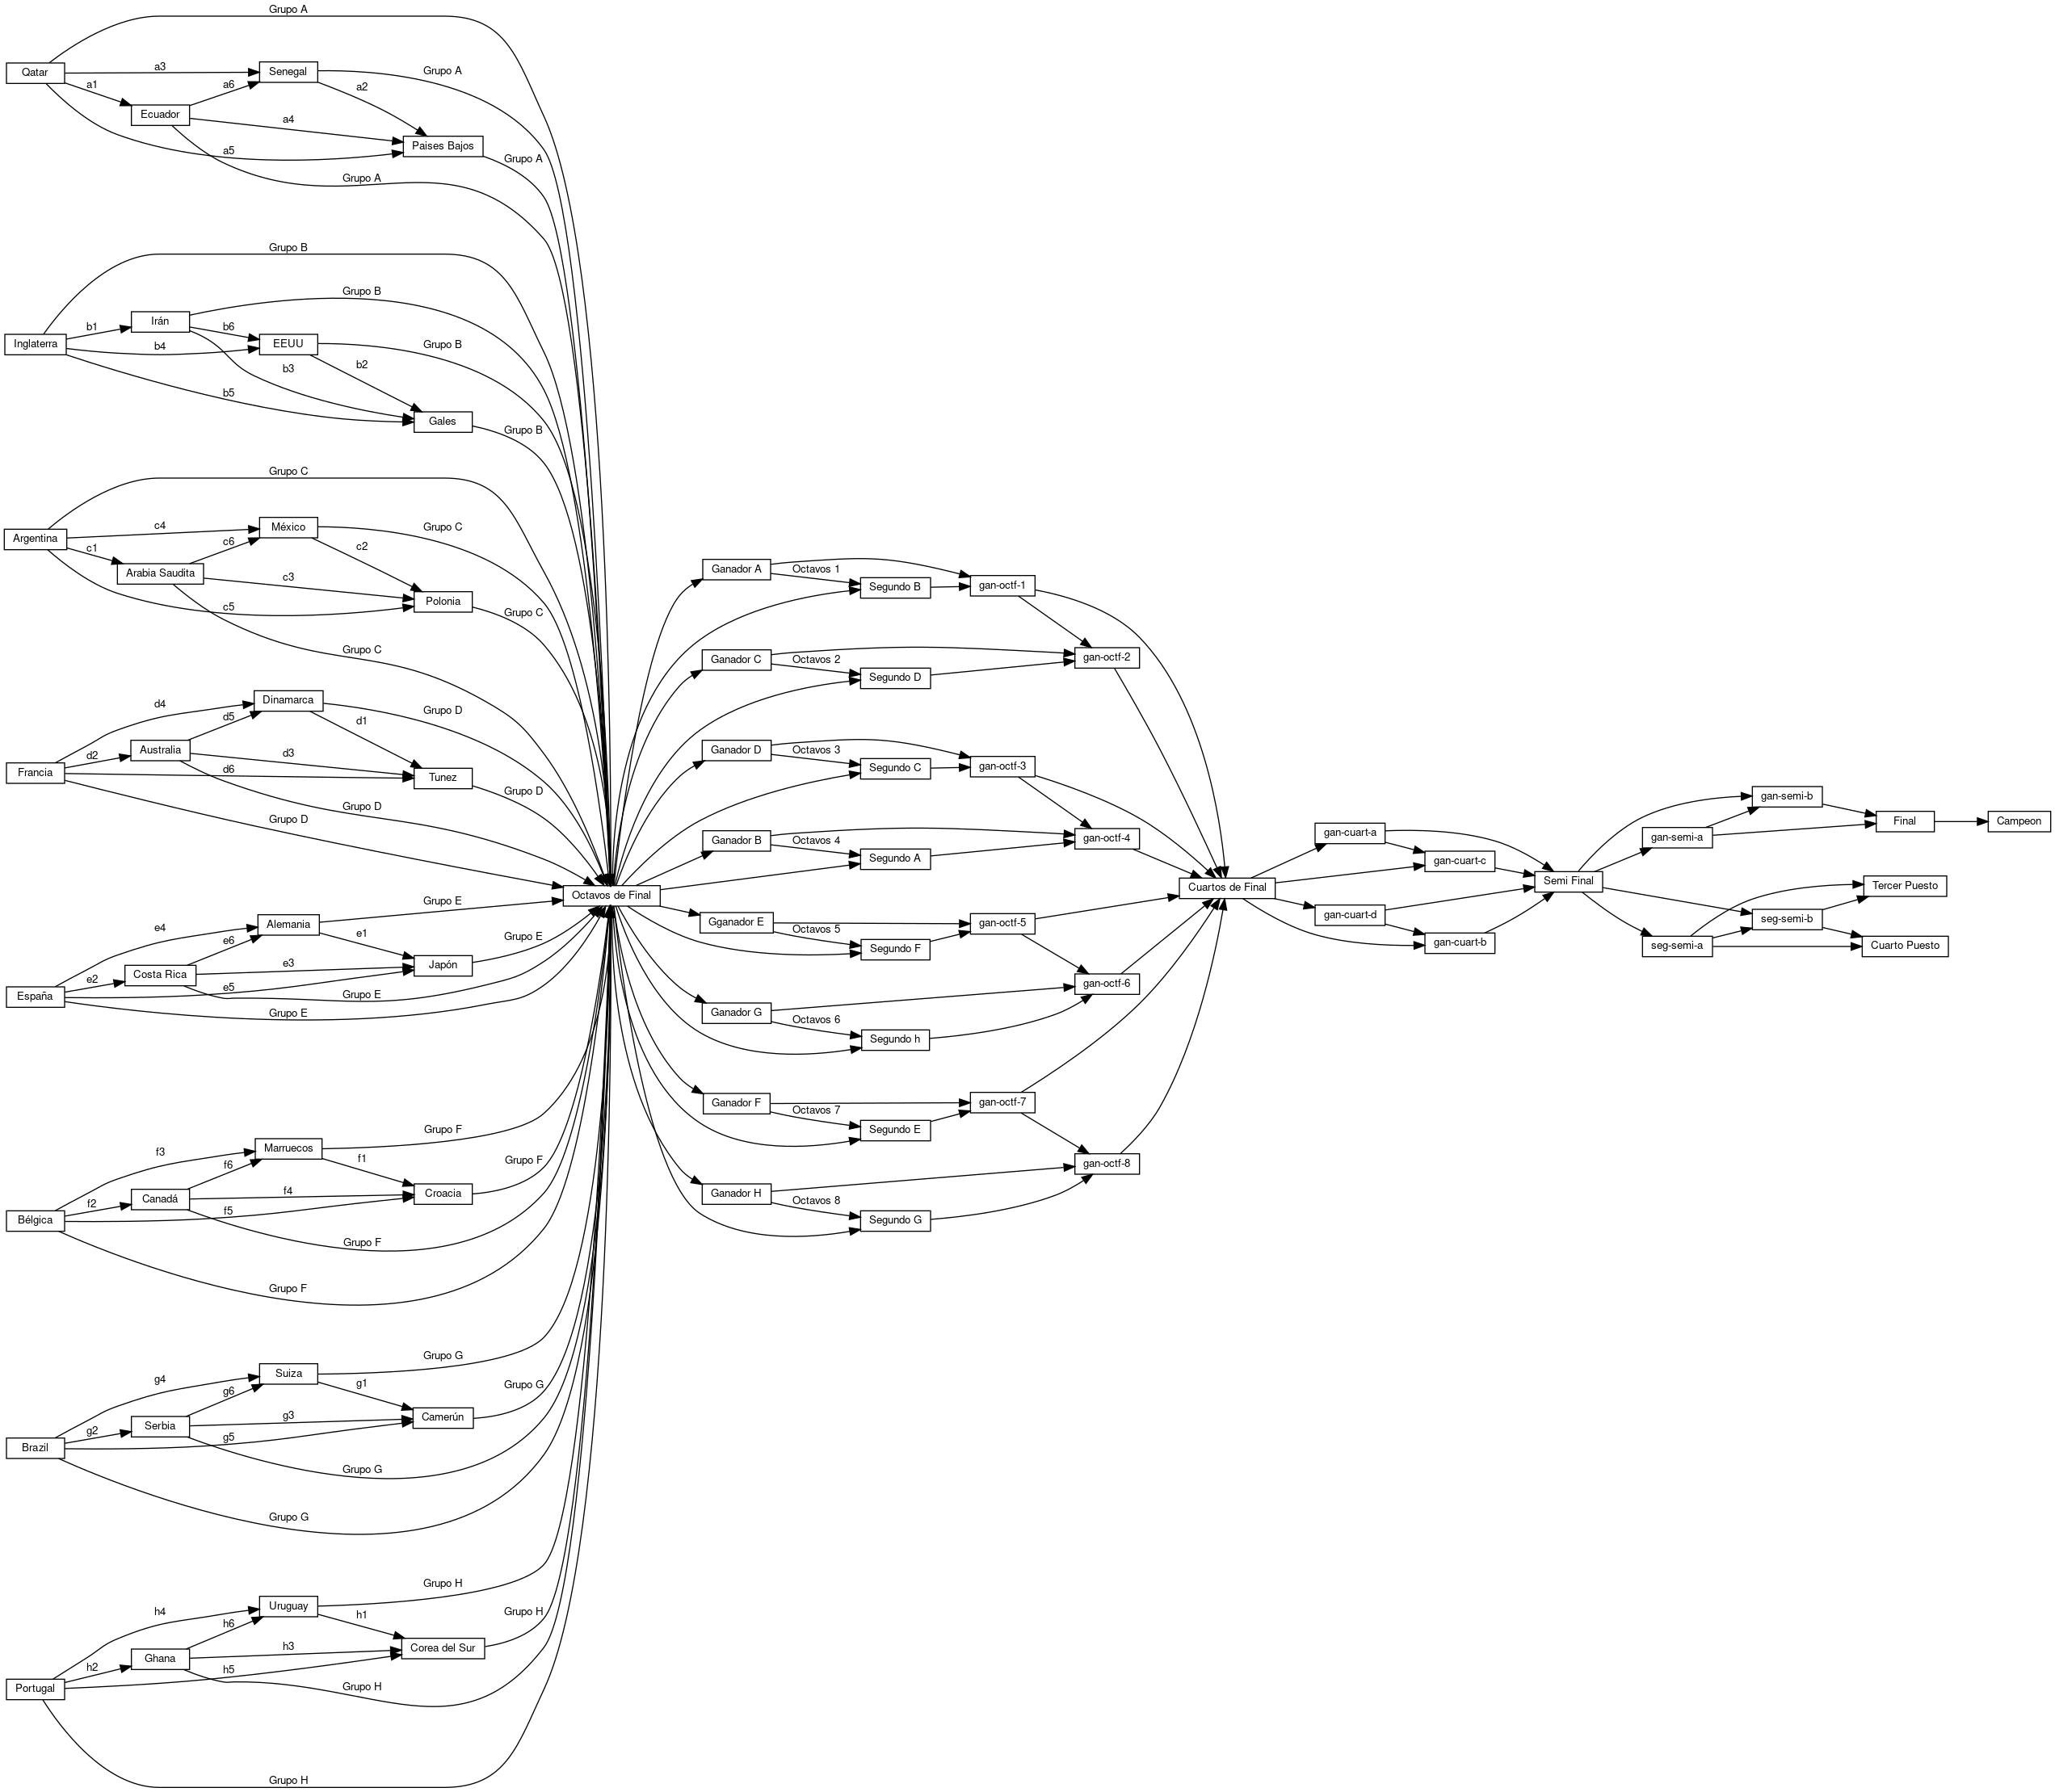 Grupo A
Qatar
a3
Senegal
Grupo A
a1
a6
a2
Ecuador
a4
Paises Bajos
Grupo A
a5
Grupo A
Grupo B
Grupo B
Irán
b1
b6
Inglaterra
b4
EEUU
Grupo B
b3
b2
b5
Gales
Grupo B
Grupo C
c4
México
Grupo C
Argentina
c1
c6
c2
Arabia Saudita
c3
Polonia
c5
Grupo C
Grupo C
Dinamarca
d4
Grupo D
d5
d1
Australia
d2
d3
Francia
d6
Tunez
Grupo D
Grupo D
Grupo D
Octavos de Final
Alemania
Grupo E
e4
e6
e1
Grupo E
Costa Rica
e3
Japón
e2
e5
España
Grupo E
Grupo E
Marruecos
Grupo F
f3
f6
f1
Grupo F
Canadá
f4
Croacia
f2
f5
Bélgica
Grupo F
Grupo F
Suiza
Grupo G
g4
g6
g1
Grupo G
Serbia
g3
Camerún
g2
g5
Brazil
Grupo G
Grupo G
Uruguay
Grupo H
h4
h6
h1
Grupo H
Ghana
h3
Corea del Sur
h2
h5
Portugal
Grupo H
Grupo H
Ganador A
Octavos 1
Segundo B
gan-octf-1
Ganador C
Octavos 2
Segundo D
gan-octf-2
Ganador D
Octavos 3
Segundo C
gan-octf-3
Ganador B
Octavos 4
Segundo A
gan-octf-4
Gganador E
Octavos 5
Segundo F
gan-octf-5
Ganador G
Octavos 6
Segundo h
gan-octf-6
Ganador F
Octavos 7
Segundo E
gan-octf-7
Ganador H
Octavos 8
Segundo G
gan-octf-8
Cuartos de Final
gan-cuart-a
gan-cuart-c
gan-cuart-d
gan-cuart-b
Semi Final
gan-semi-b
gan-semi-a
Final
Campeon
Tercer Puesto
seg-semi-b
seg-semi-a
Cuarto Puesto